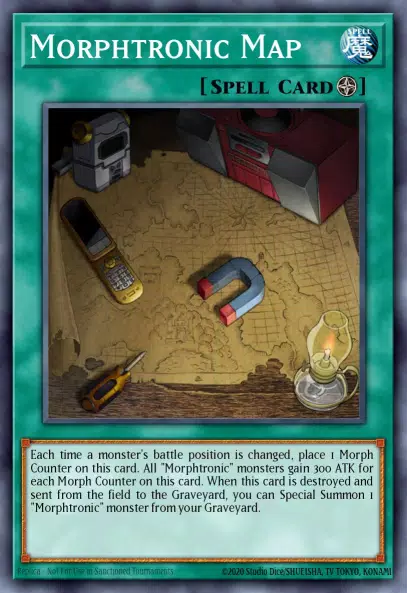 MORPHTRONIC MAP
SPELL
魔
[SPELL CARD]
Each time a monster's battle position is changed, place 1 Morph
Counter on this card. All "Morphtronic" monsters gain 300 ATK for
each Morph Counter on this card. When this card is destroyed and
sent from the field to the Graveyard, you can Special Summon 1
"Morphtronic" monster from your Graveyard.
Replica - Not For Use in Sanctioned Tournaments
©2020 Studio Dice/SHUEISHA, TV TOKYO, KONAMI